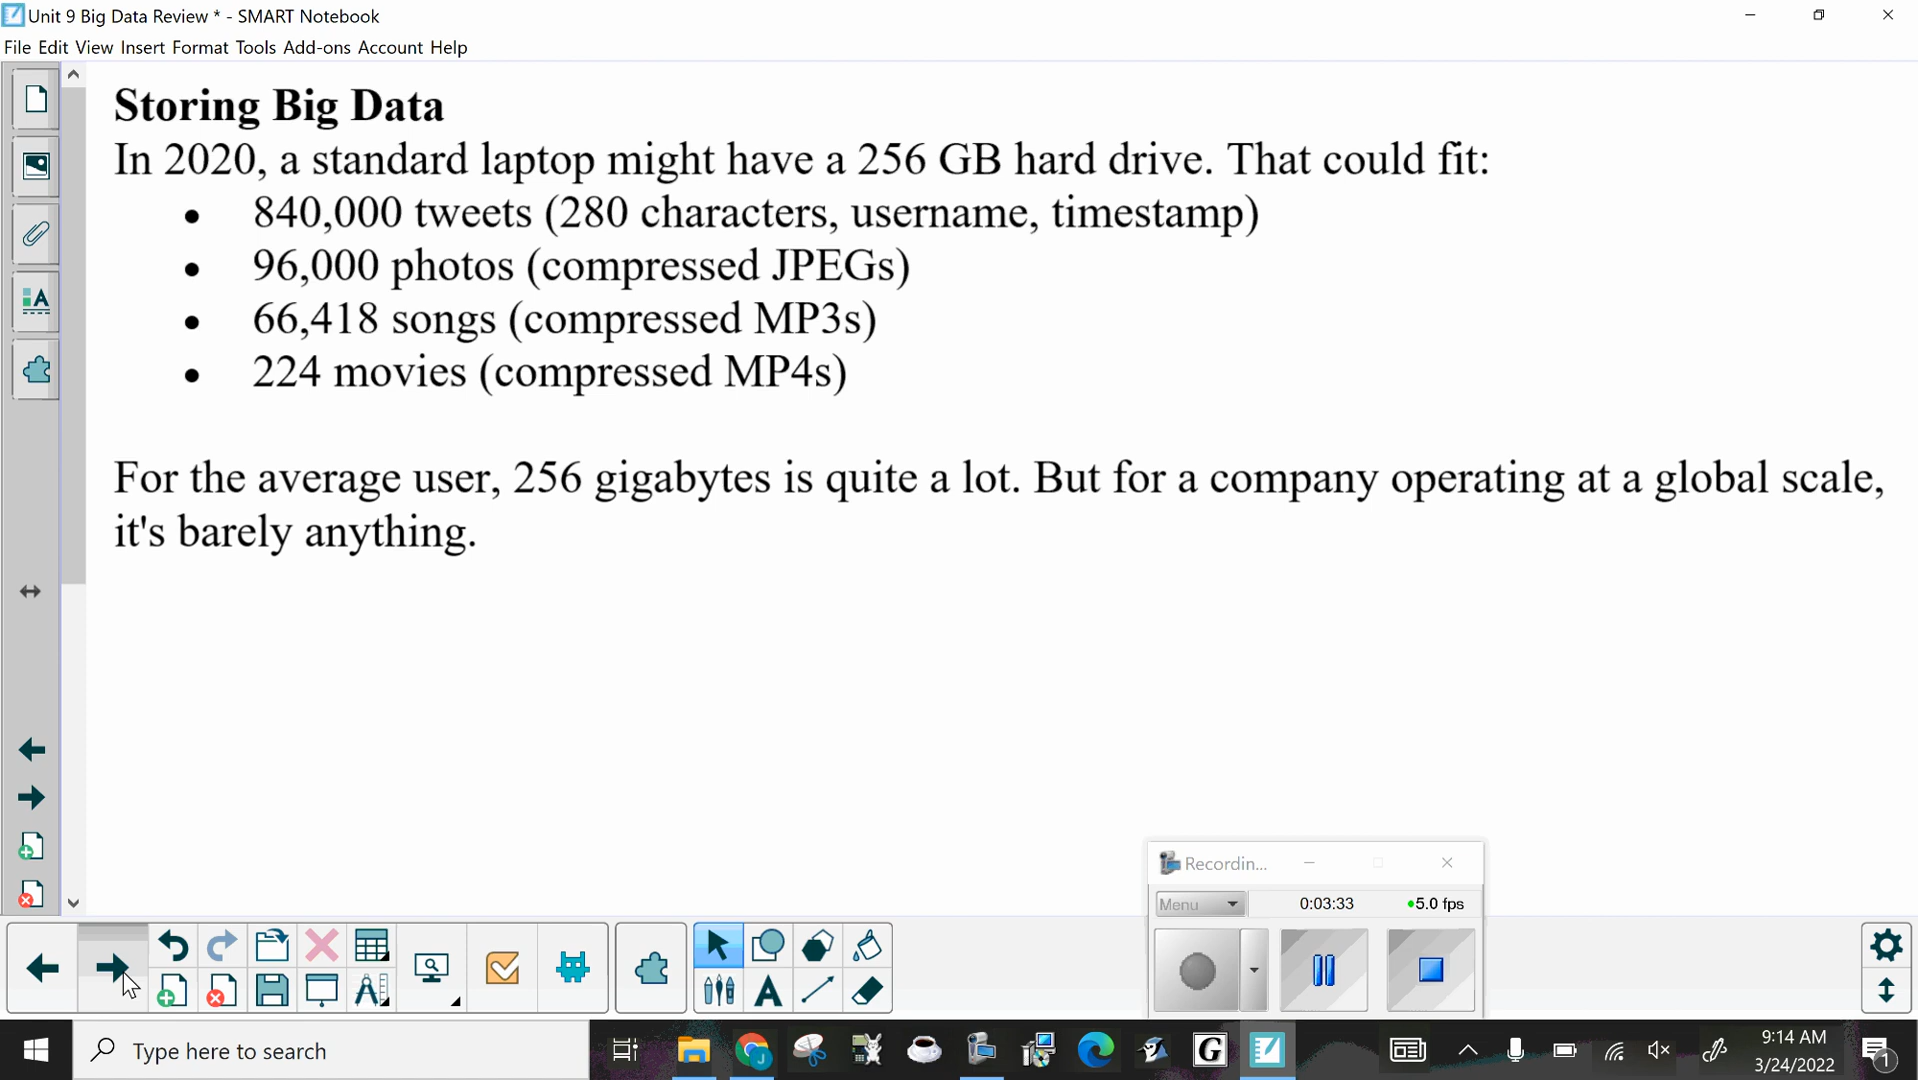 Unit 9 Big Data Review * - SMART Notebook
File Edit View Insert Format Tools Add-ons Account Help
Storing Big Data
In 2020, a standard laptop might have a 256 GB hard drive. That could fit:
• 840,000 tweets (280 characters, username, timestamp)
• 96,000 photos (compressed JPEGs)
• 66,418 songs (compressed MP3s)
• 224 movies (compressed MP4s)
For the average user, 256 gigabytes is quite a lot. But for a company operating at a global scale,
it's barely anything.
Recordin...
Menu 0:03:33 5.0 fps
Type here to search
9:14 AM
3/24/2022
1